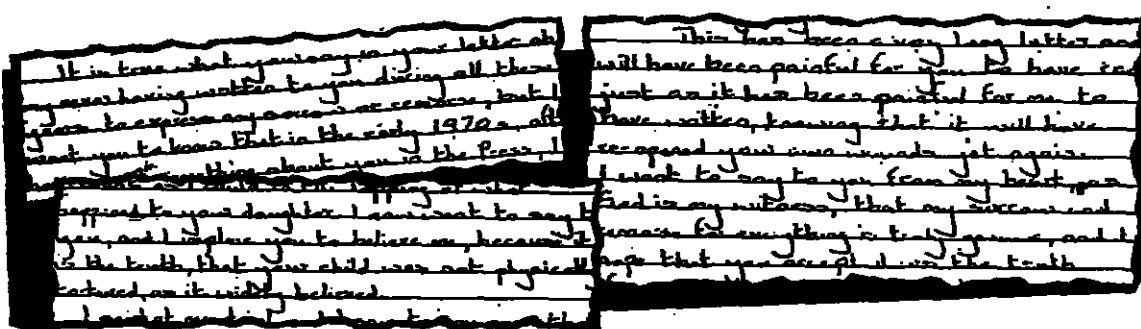 It is true what you say in your letter ab
my never having written to you during all these
years to express any sorrow or remorse, but I
want you to know that in the early 1970s, aft
anything about you in the Press, I
happened to your daughter. I now want to say to
you, and I implore you to believe me, because it
is the truth, that your child was not physicall
tortured, as is widely believed.
This has been a very long letter and
will have been painful for you to have read
just as it has been painful for me to
have written, knowing that it will have
re-opened your own wounds yet again.
I want to say to you from my heart,
God is my witness, that my sorrow and
remorse for everything is truly genuine, and I
hope that you accept it is the truth